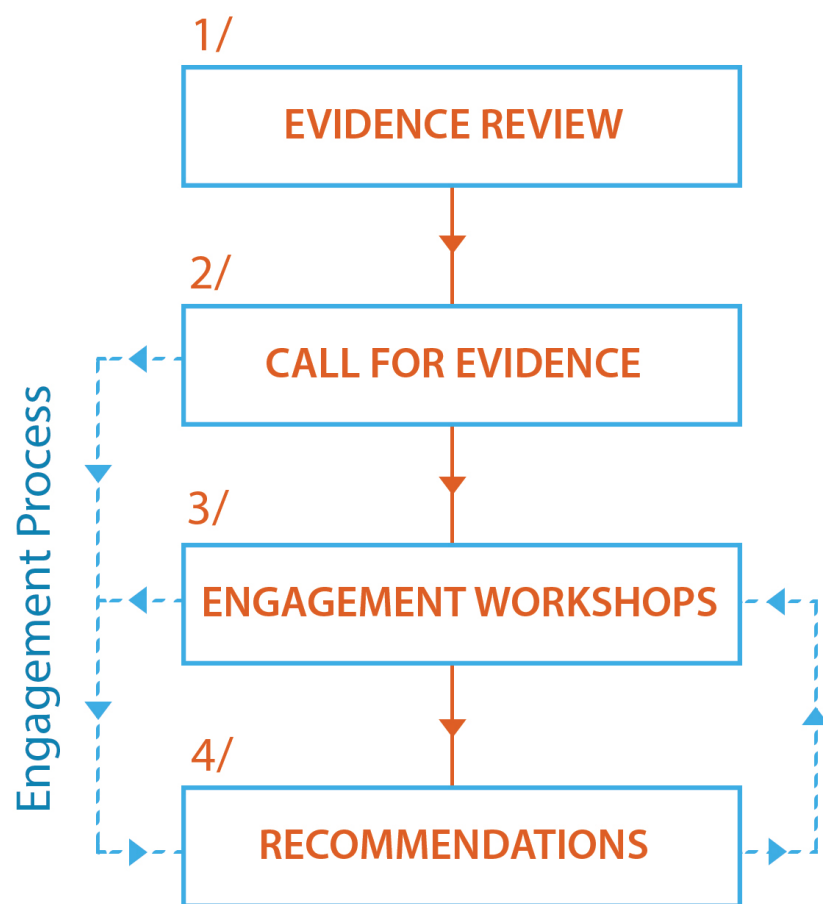 1/
EVIDENCE REVIEW
2/
CALL FOR EVIDENCE
Engagement Process
3/
ENGAGEMENT WORKSHOPS
4/
RECOMMENDATIONS